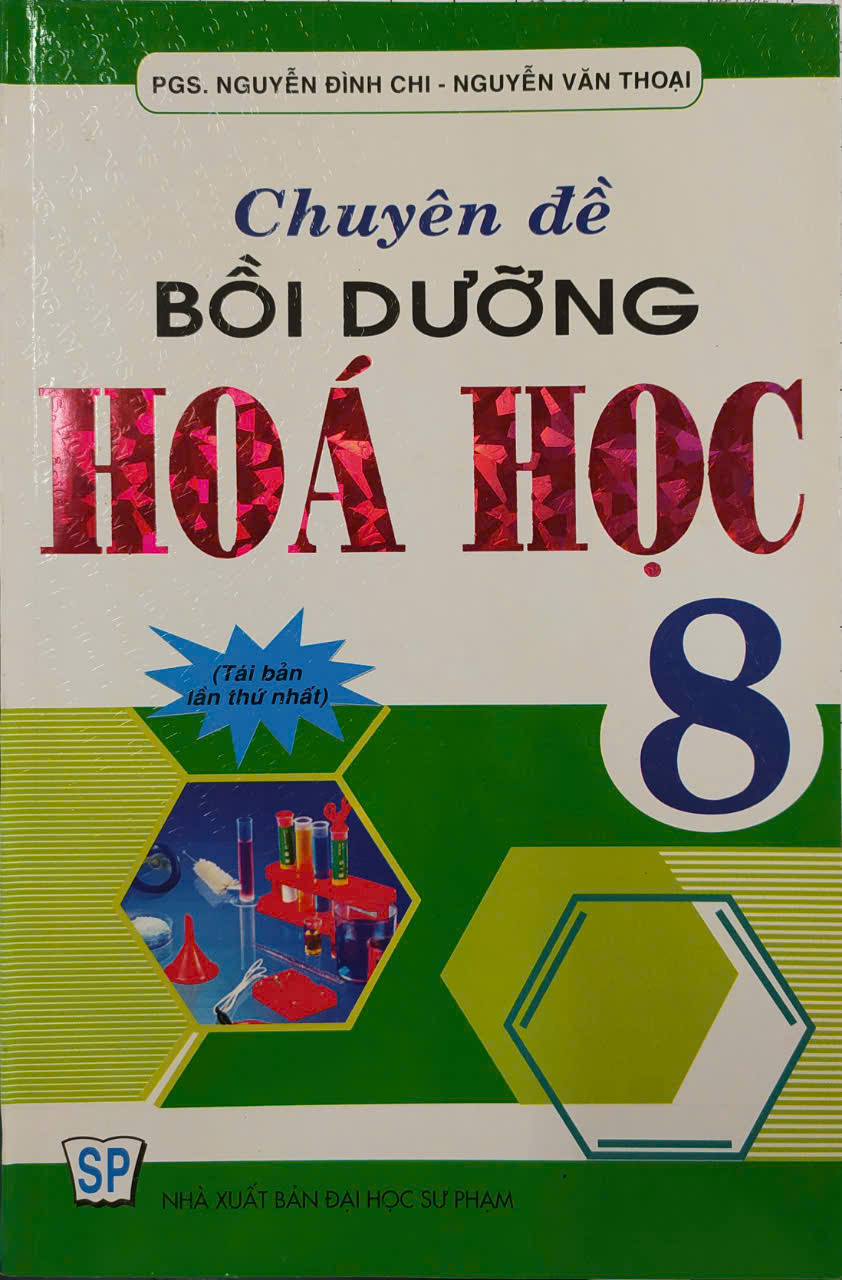 PGS. NGUYỄN ĐÌNH CHI - NGUYỄN VĂN THOẠI
Chuyên đề
BỒI DƯỠNG
HOÁ HỌC
8
(Tái bản
lần thứ nhất)
SP
NHÀ XUẤT BẢN ĐẠI HỌC SƯ PHẠM